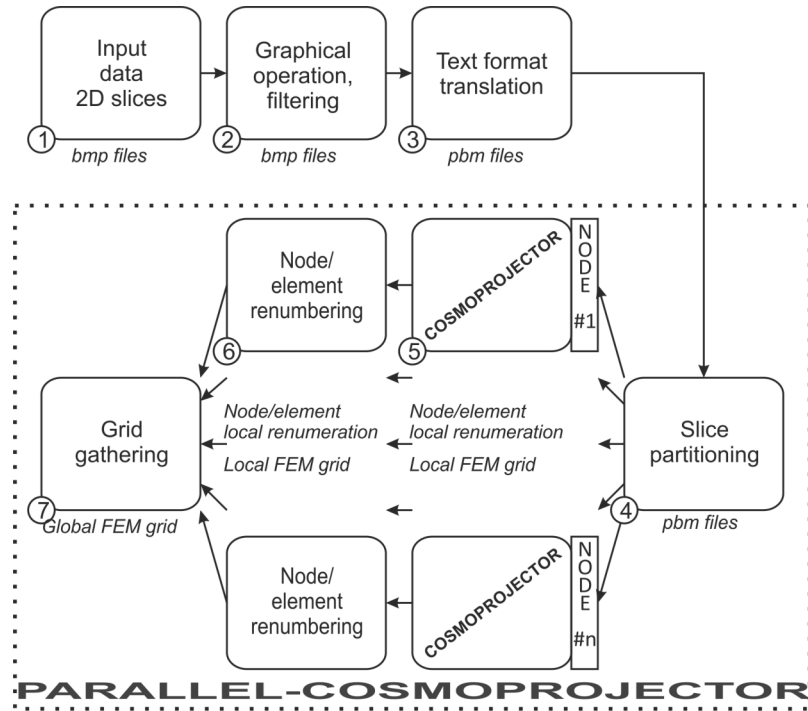 Input
data
2D slices
1
bmp files
Graphical
operation,
filtering
2
bmp files
Text format
translation
3
pbm files
Node/
element
renumbering
6
COSMOPROJECTOR
5
NODE #1
Grid
gathering
7
Global FEM grid
Node/element
local renumeration
Local FEM grid
Node/element
local renumeration
Local FEM grid
Slice
partitioning
4
pbm files
Node/
element
renumbering
COSMOPROJECTOR
NODE #n
PARALLEL-COSMOPROJECTOR